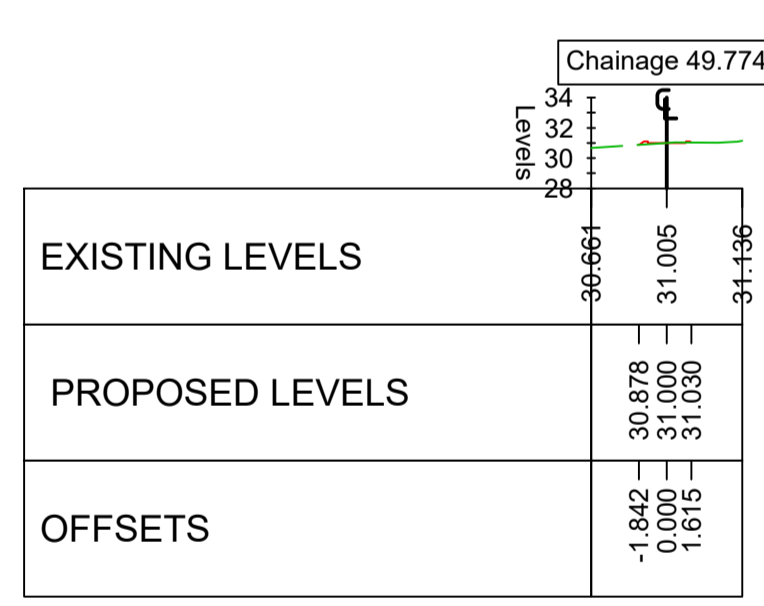 Chainage 49.774
Levels
34
32
30
28
CL
EXISTING LEVELS
30.661
31.005
31.136
PROPOSED LEVELS
30.878
31.000
31.030
OFFSETS
-1.842
0.000
1.615